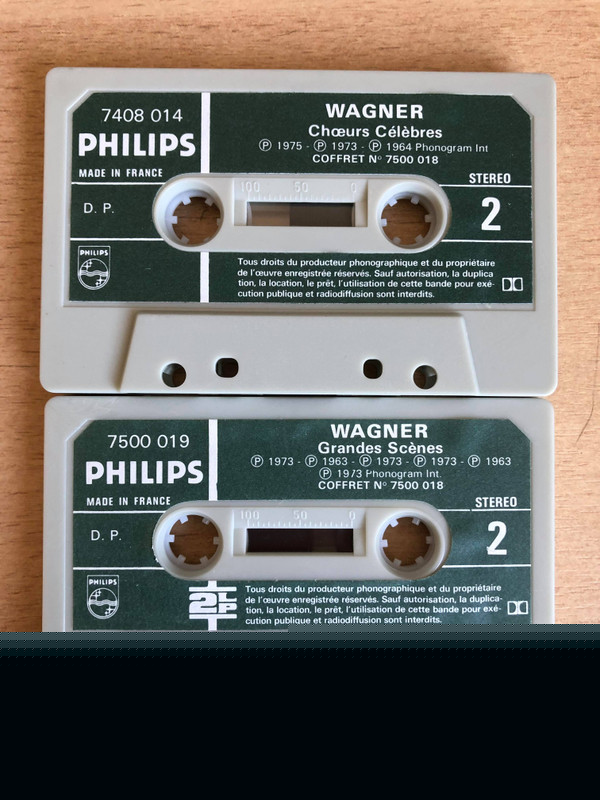 7408 014
PHILIPS
MADE IN FRANCE
D. P.
PHILIPS
WAGNER
Chœurs Célèbres
Ⓟ 1975 - Ⓟ 1973 - Ⓟ 1964 Phonogram Int
COFFRET N° 7500 018
100 50 0
STEREO
2
Tous droits du producteur phonographique et du propriétaire
de l'œuvre enregistrée réservés. Sauf autorisation, la duplica
tion, la location, le prêt, l'utilisation de cette bande pour exé-
cution publique et radiodiffusion sont interdits.
7500 019
PHILIPS
MADE IN FRANCE
D. P.
PHILIPS
WAGNER
Grandes Scènes
Ⓟ 1973 - Ⓟ 1963 - Ⓟ 1973 - Ⓟ 1973 - Ⓟ 1963
Ⓟ 1973 Phonogram Int.
COFFRET N° 7500 018
100 50 0
STEREO
2
2LP
Tous droits du producteur phonographique et du propriétaire
de l'œuvre enregistrée réservés. Sauf autorisation, la duplica-
tion, la location, le prêt, l'utilisation de cette bande pour exé-
cution publique et radiodiffusion sont interdits.